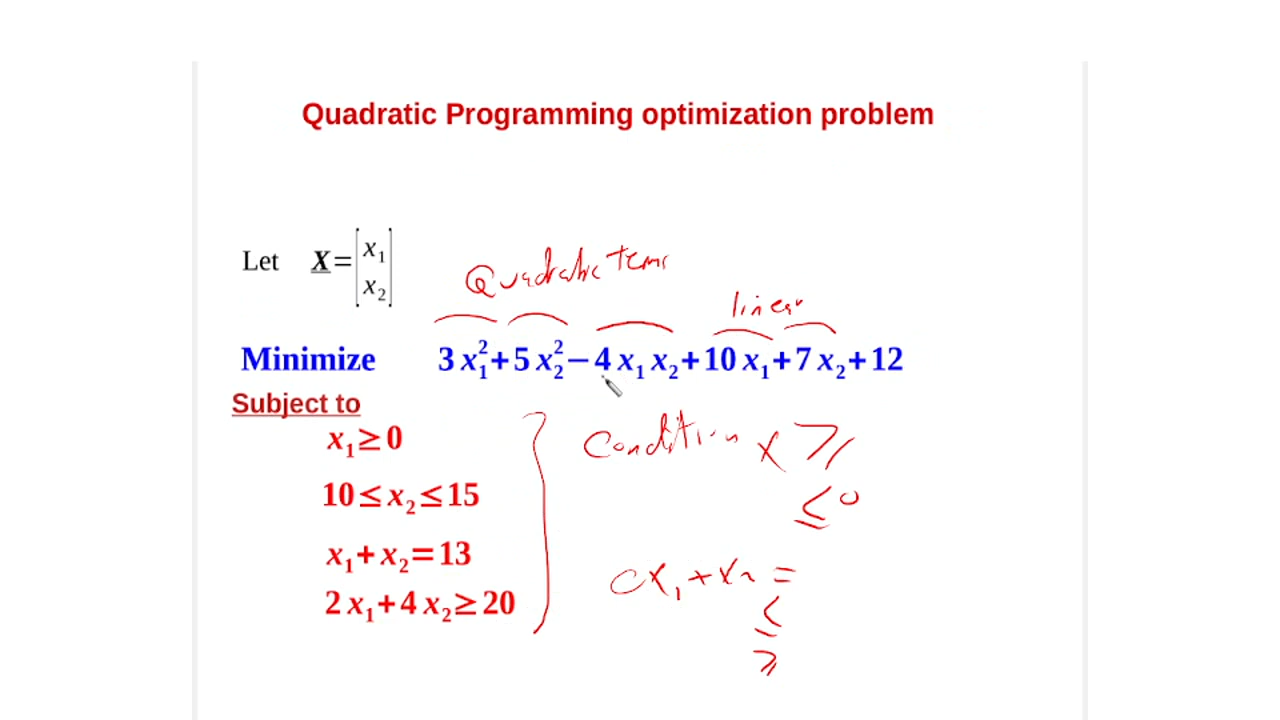 Quadratic Programming optimization problem
Let X = [x₁ x₂]
Quadratic Terms
linear
Minimize 3x₁²+5x₂²−4x₁x₂+10x₁+7x₂+12
Subject to
x₁≥0
Condition x ≥
≤ 0
10≤x₂≤15
x₁+x₂=13
cx₁+x₂ =
≤
≥
2x₁+4x₂≥20